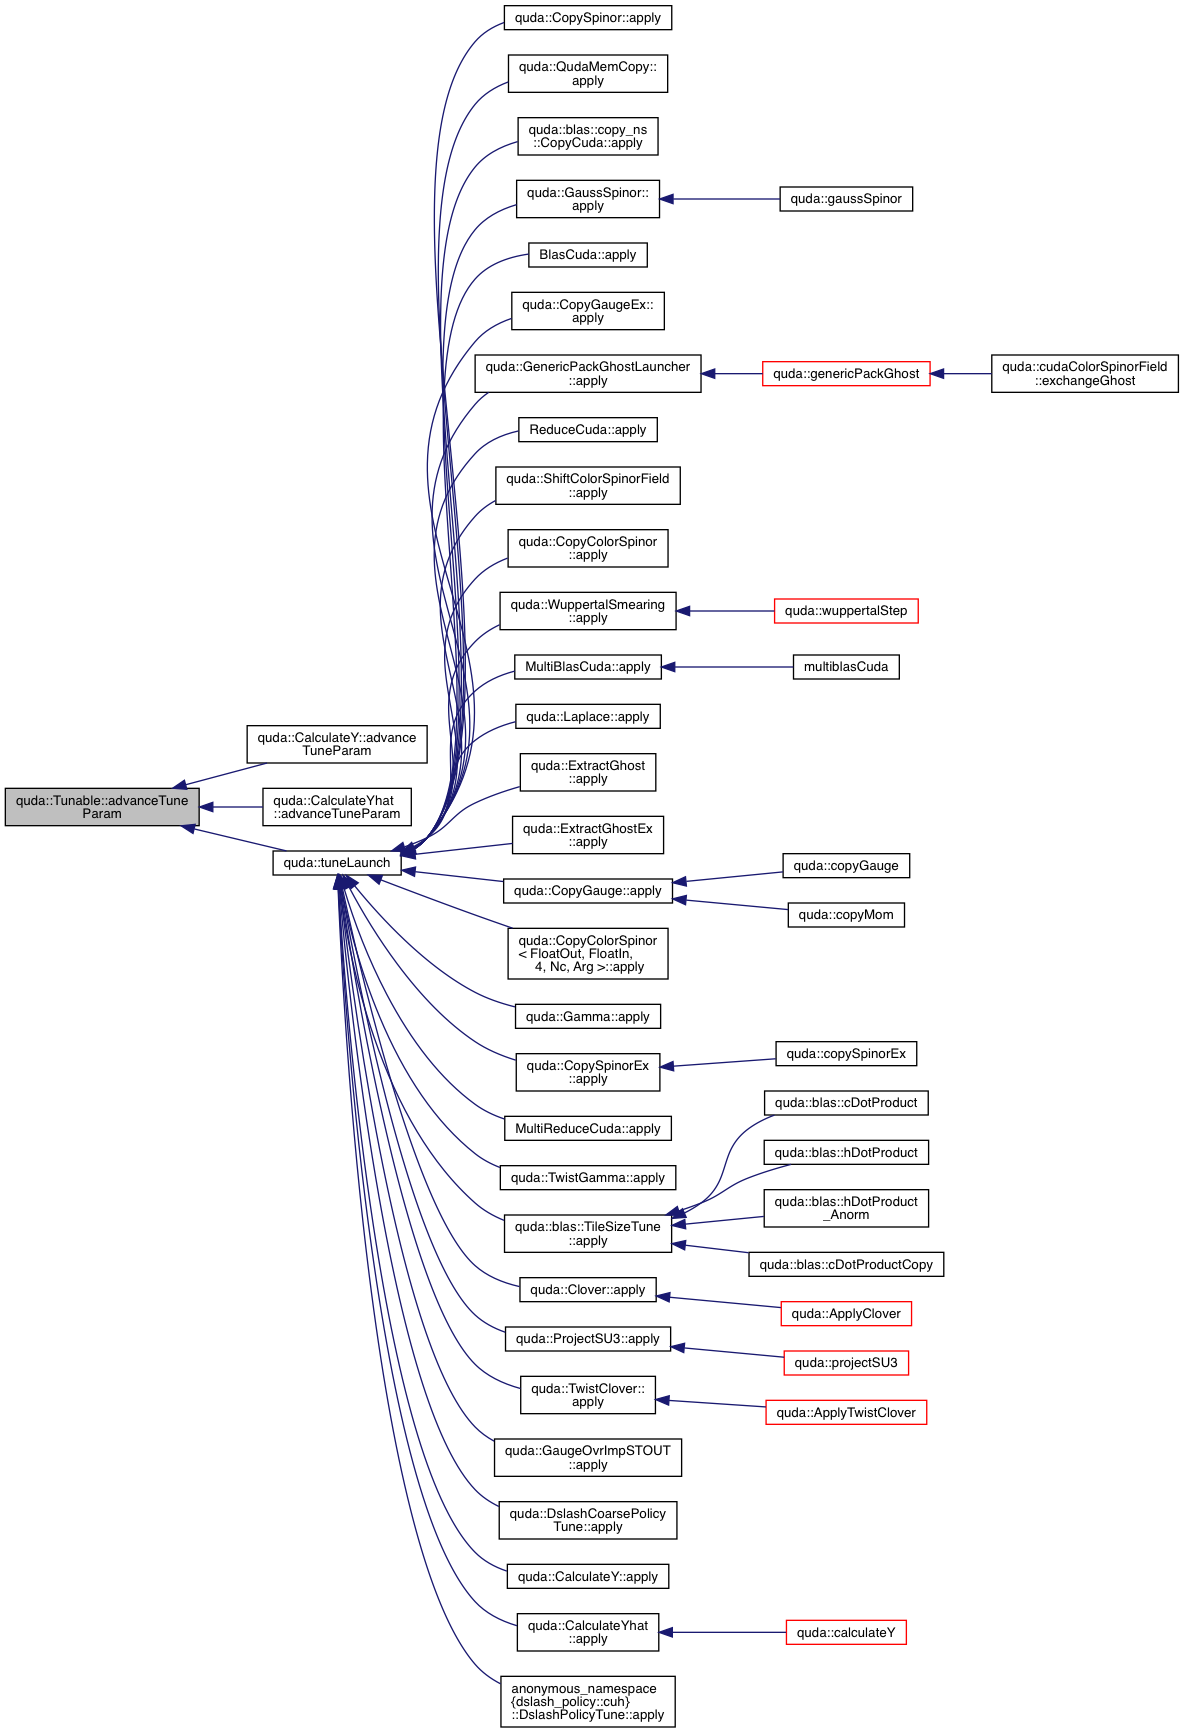 quda::CopySpinor::apply
quda::QudaMemCopy::
apply
quda::blas::copy_ns
::CopyCuda::apply
quda::GaussSpinor::
apply
quda::gaussSpinor
BlasCuda::apply
quda::CopyGaugeEx::
apply
quda::GenericPackGhostLauncher
::apply
quda::genericPackGhost
quda::cudaColorSpinorField
::exchangeGhost
ReduceCuda::apply
quda::ShiftColorSpinorField
::apply
quda::CopyColorSpinor
::apply
quda::WuppertalSmearing
::apply
quda::wuppertalStep
MultiBlasCuda::apply
multiblasCuda
quda::Laplace::apply
quda::CalculateY::advance
TuneParam
quda::ExtractGhost
::apply
quda::Tunable::advanceTune
Param
quda::CalculateYhat
::advanceTuneParam
quda::ExtractGhostEx
::apply
quda::tuneLaunch
quda::CopyGauge::apply
quda::copyGauge
quda::copyMom
quda::CopyColorSpinor
< FloatOut, FloatIn,
4, Nc, Arg >::apply
quda::Gamma::apply
quda::CopySpinorEx
::apply
quda::copySpinorEx
MultiReduceCuda::apply
quda::TwistGamma::apply
quda::blas::cDotProduct
quda::blas::hDotProduct
quda::blas::hDotProduct
_Anorm
quda::blas::TileSizeTune
::apply
quda::blas::cDotProductCopy
quda::Clover::apply
quda::ApplyClover
quda::ProjectSU3::apply
quda::projectSU3
quda::TwistClover::
apply
quda::ApplyTwistClover
quda::GaugeOvrImpSTOUT
::apply
quda::DslashCoarsePolicy
Tune::apply
quda::CalculateY::apply
quda::CalculateYhat
::apply
quda::calculateY
anonymous_namespace
{dslash_policy::cuh}
::DslashPolicyTune::apply